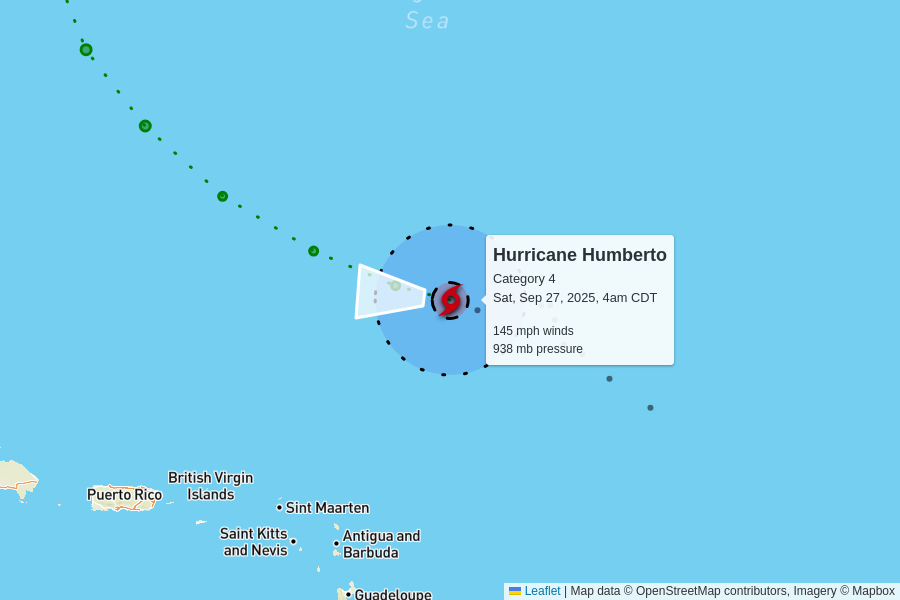 Sea
Hurricane Humberto
Category 4
Sat, Sep 27, 2025, 4am CDT
145 mph winds
938 mb pressure
British Virgin
Islands
Puerto Rico
Sint Maarten
Saint Kitts
and Nevis
Antigua and
Barbuda
Guadeloupe
Leaflet | Map data © OpenStreetMap contributors, Imagery © Mapbox